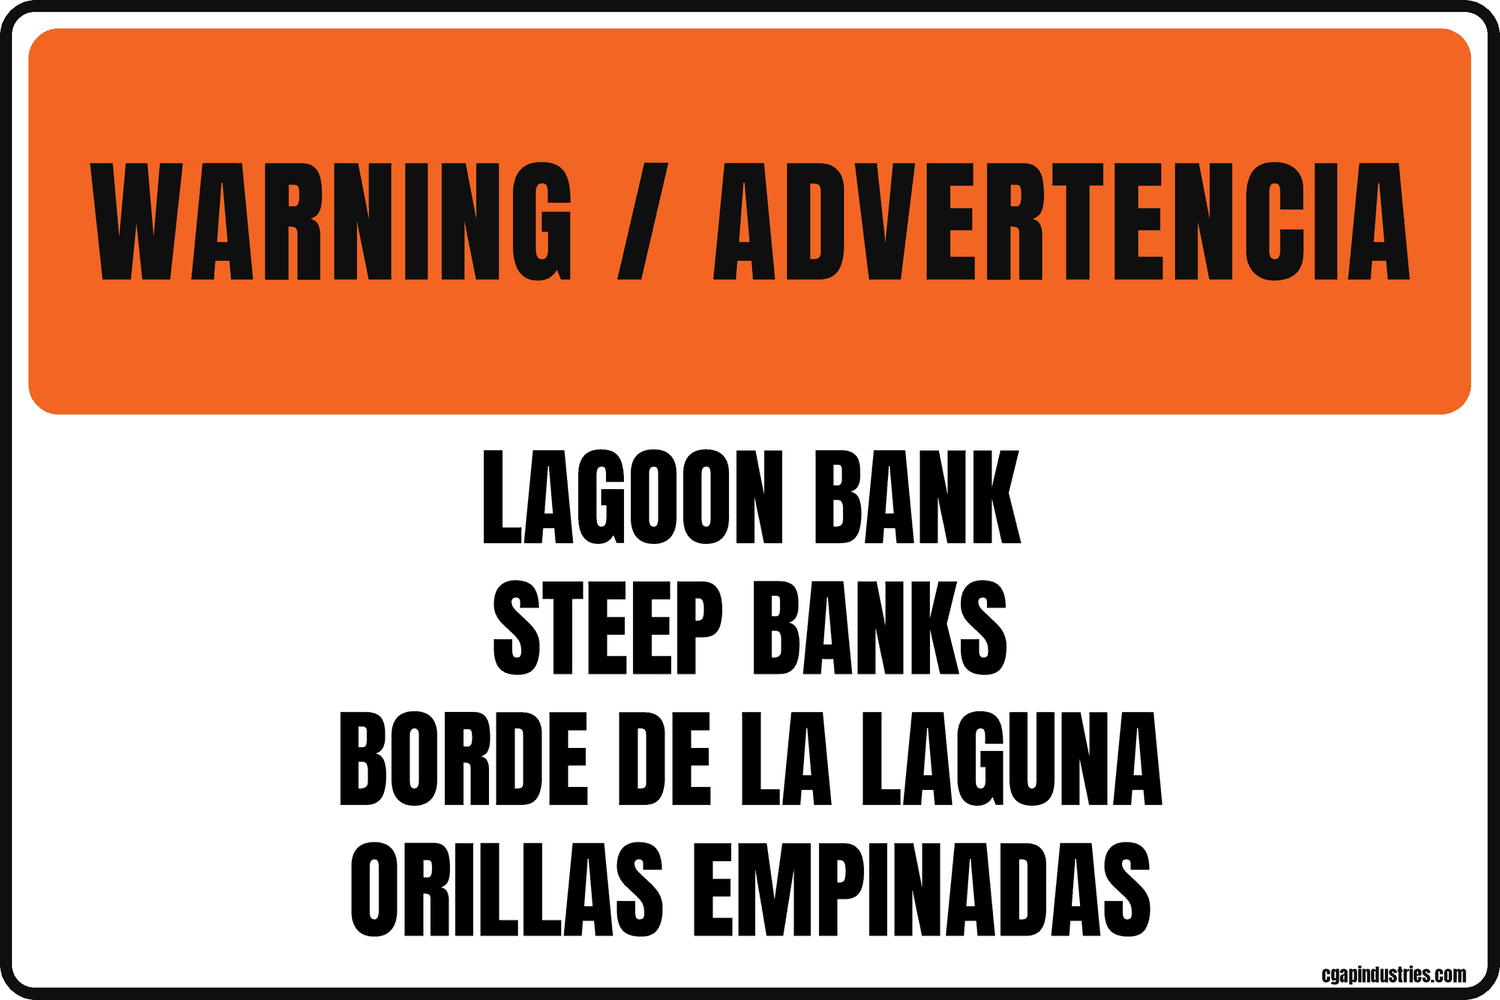 WARNING / ADVERTENCIA
LAGOON BANK
STEEP BANKS
BORDE DE LA LAGUNA
ORILLAS EMPINADAS
cgapindustries.com